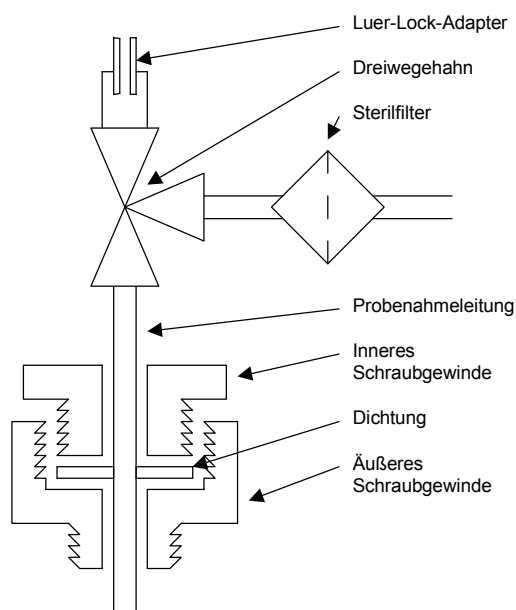 Luer-Lock-Adapter
Dreiwegehahn
Sterilfilter
Probenahmeleitung
Inneres
Schraubgewinde
Dichtung
Äußeres
Schraubgewinde